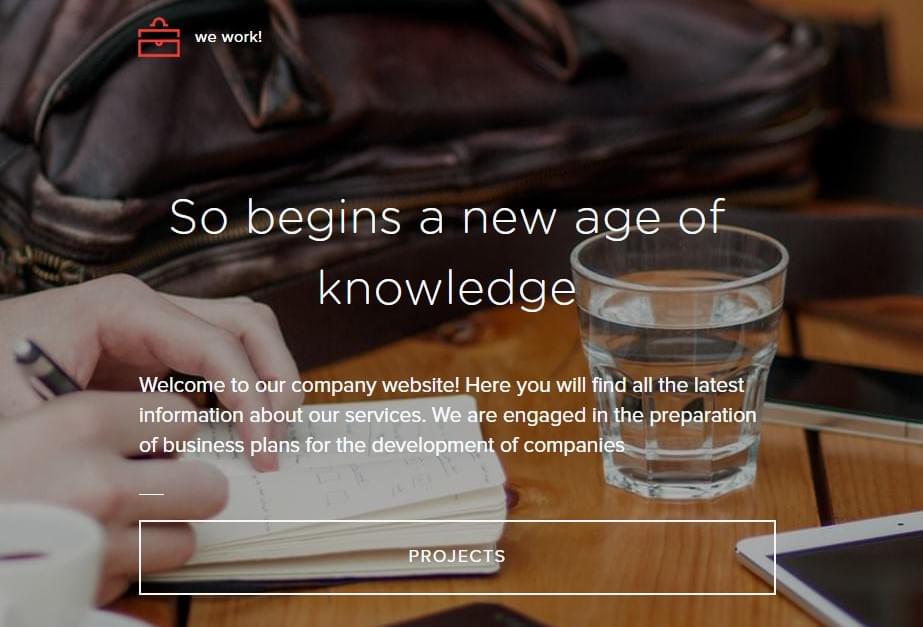 we work!
So begins a new age of
knowledge
Welcome to our company website! Here you will find all the latest
information about our services. We are engaged in the preparation
of business plans for the development of companies
PROJECTS